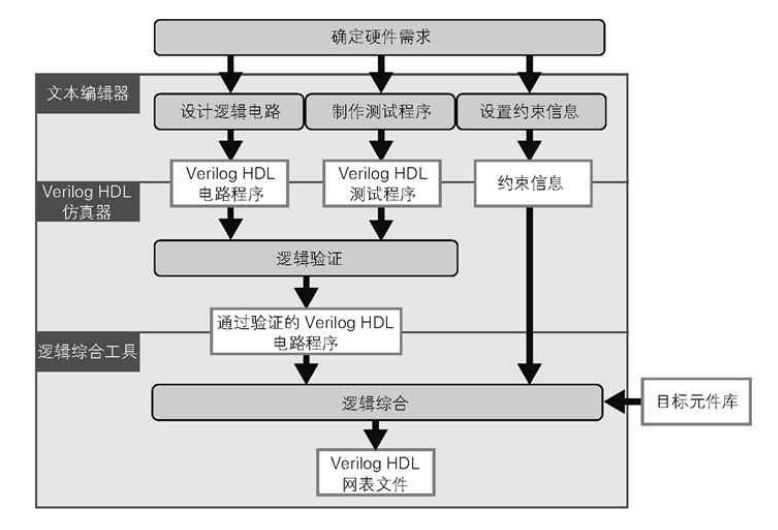 确定硬件需求
文本编辑器
设计逻辑电路
制作测试程序
设置约束信息
Verilog HDL
电路程序
Verilog HDL
测试程序
约束信息
Verilog HDL
仿真器
逻辑验证
通过验证的 Verilog HDL
电路程序
逻辑综合工具
逻辑综合
目标元件库
Verilog HDL
网表文件